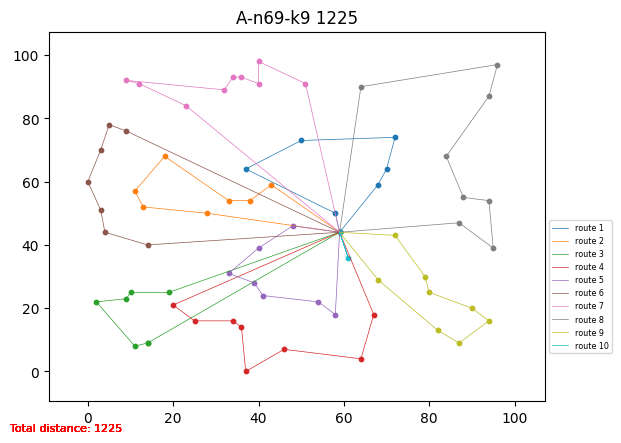 A-n69-k9 1225
100
80
60
40
20
0
0 20 40 60 80 100
route 1
route 2
route 3
route 4
route 5
route 6
route 7
route 8
route 9
route 10
Total distance: 1225